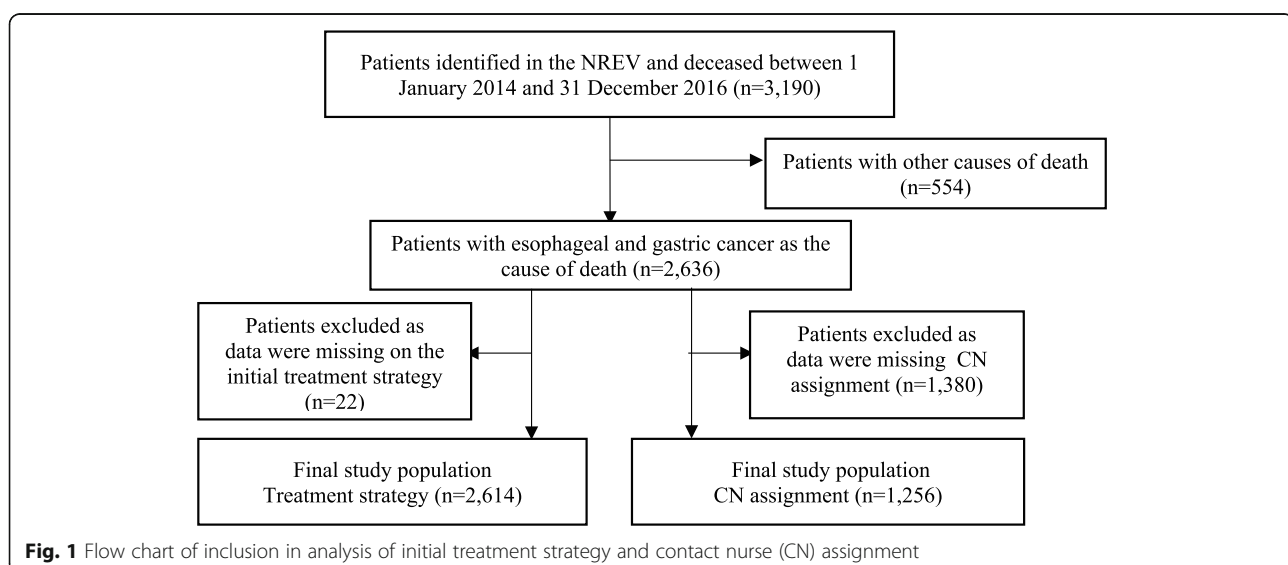 Patients identified in the NREV and deceased between 1
January 2014 and 31 December 2016 (n=3,190)
Patients with other causes of death
(n=554)
Patients with esophageal and gastric cancer as the
cause of death (n=2,636)
Patients excluded as
data were missing on the
initial treatment strategy
(n=22)
Patients excluded as
data were missing CN
assignment (n=1,380)
Final study population
Treatment strategy (n=2,614)
Final study population
CN assignment (n=1,256)
Fig. 1 Flow chart of inclusion in analysis of initial treatment strategy and contact nurse (CN) assignment